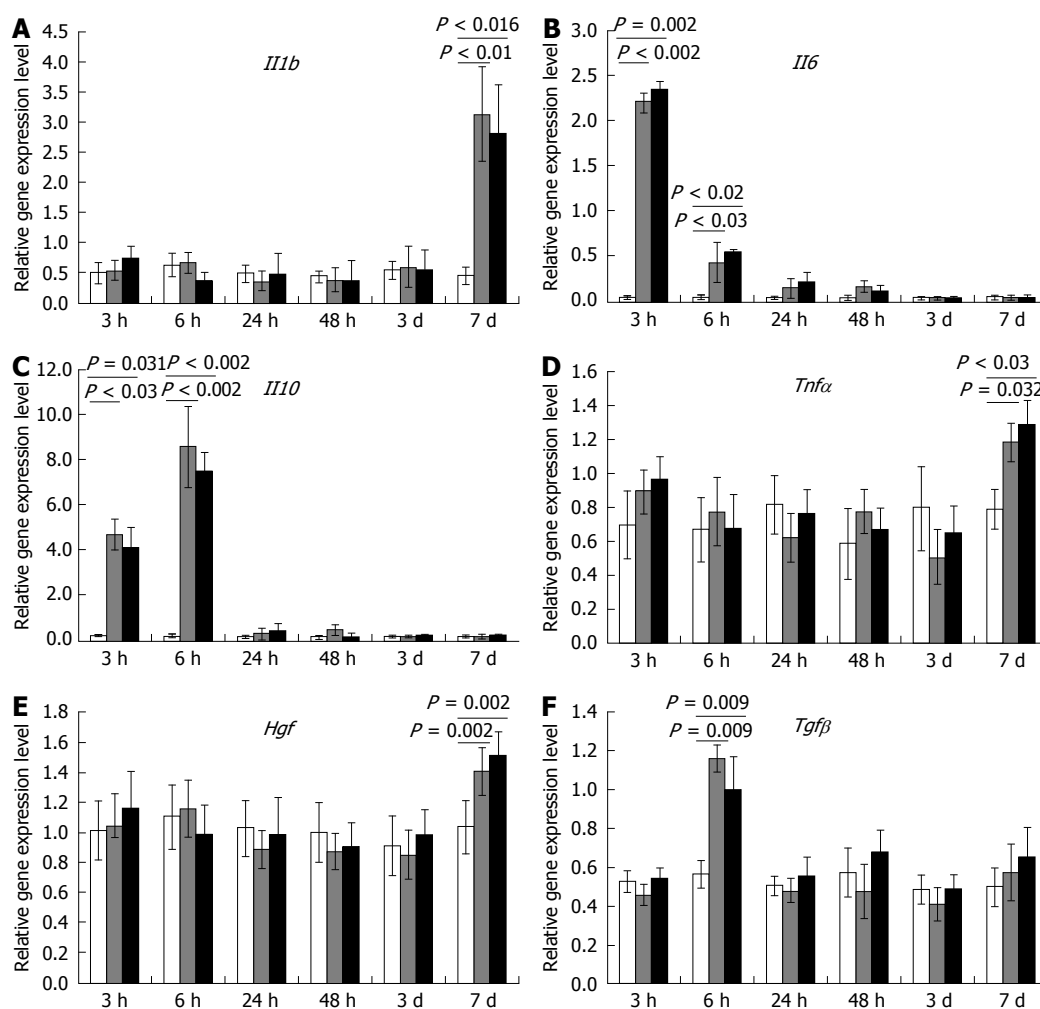 A
Relative gene expression level
4.5
4.0
3.5
3.0
2.5
2.0
1.5
1.0
0.5
0.0
Il1b
P < 0.016
P < 0.01
3 h 6 h 24 h 48 h 3 d 7 d
B
Relative gene expression level
3.0
2.5
2.0
1.5
1.0
0.5
0.0
P = 0.002
P < 0.002
Il6
P < 0.02
P < 0.03
3 h 6 h 24 h 48 h 3 d 7 d
C
Relative gene expression level
12.0
10.0
8.0
6.0
4.0
2.0
0.0
P = 0.031 P < 0.002
P < 0.03 P < 0.002
Il10
3 h 6 h 24 h 48 h 3 d 7 d
D
Relative gene expression level
1.6
1.4
1.2
1.0
0.8
0.6
0.4
0.2
0.0
Tnfα
P < 0.03
P = 0.032
3 h 6 h 24 h 48 h 3 d 7 d
E
Relative gene expression level
1.8
1.6
1.4
1.2
1.0
0.8
0.6
0.4
0.2
0.0
Hgf
P = 0.002
P = 0.002
3 h 6 h 24 h 48 h 3 d 7 d
F
Relative gene expression level
1.4
1.2
1.0
0.8
0.6
0.4
0.2
0.0
P = 0.009
P = 0.009
Tgfβ
3 h 6 h 24 h 48 h 3 d 7 d